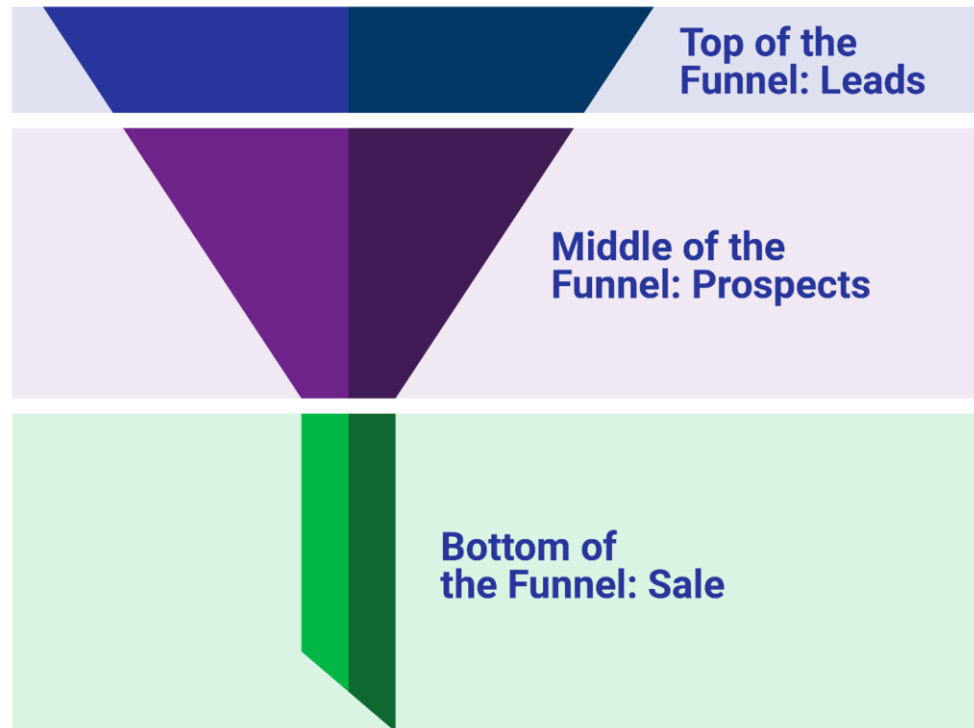 Top of the
Funnel: Leads
Middle of the
Funnel: Prospects
Bottom of
the Funnel: Sale